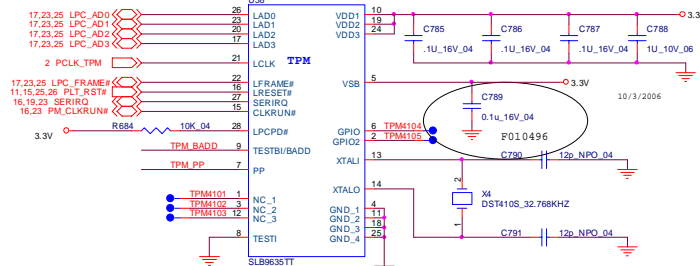 U38
17,23,25 LPC_AD0 26 LAD0 VDD1 10 3.3
17,23,25 LPC_AD1 23 LAD1 VDD2 19
17,23,25 LPC_AD2 20 LAD2 VDD3 24
17,23,25 LPC_AD3 17 LAD3
C785 C786 C787 C788
.1U_16V_04 .1U_16V_04 .1U_16V_04 1U_10V_06
2 PCLK_TPM 21 LCLK TPM
17,23,25 LPC_FRAME# 22 LFRAME# VSB 5 3.3V
11,15,25,26 PLT_RST# 16 LRESET#
16,19,23 SERIRQ 27 SERIRQ
16,23 PM_CLKRUN# 15 CLKRUN#
C789
0.1u_16V_04
10/3/2006
3.3V R684 10K_04 28 LPCPD# GPIO 6 TPM4104
GPIO2 2 TPM4105
F010496
TPM_BADD 9 TESTBI/BADD
TPM_PP 7 PP
XTALI 13 C790 12p_NPO_04
XTALO 14
2 X4
DST410S_32.768KHZ
1
TPM4101 1 NC_1
TPM4102 3 NC_2
TPM4103 12 NC_3
GND_1 4
GND_2 11
GND_3 18
GND_4 25
8 TESTI
C791 12p_NPO_04
SLB9635TT